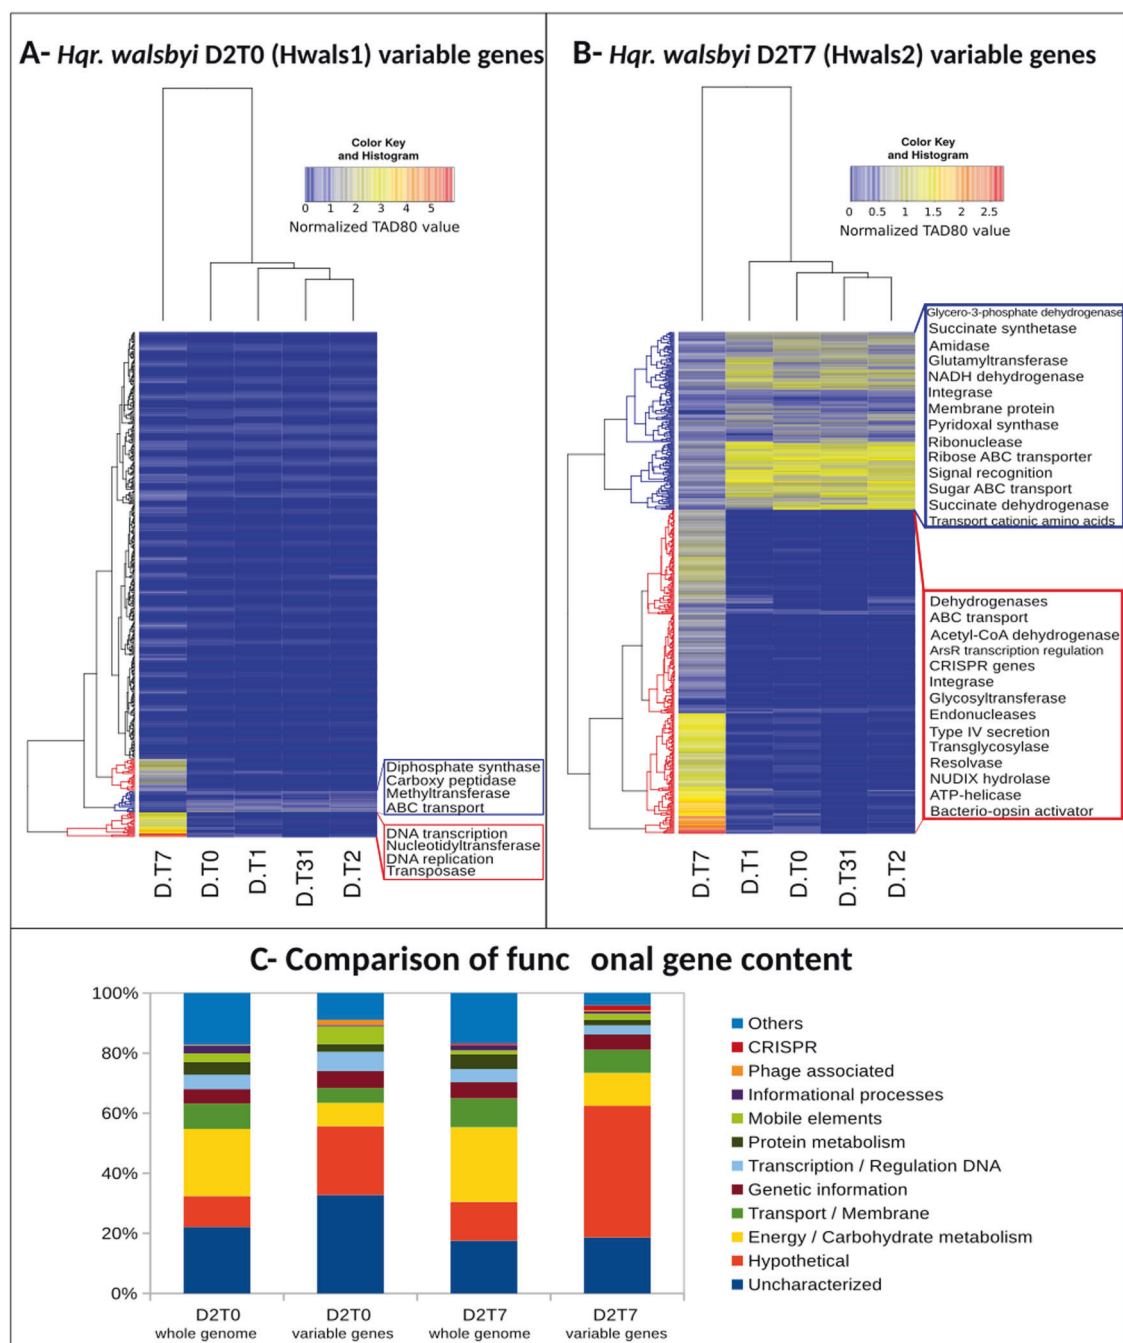 A- Hqr. walsbyi D2T0 (Hwals1) variable genes
Color Key
and Histogram
0 1 2 3 4 5
Normalized TAD80 value
Diphosphate synthase
Carboxy peptidase
Methyltransferase
ABC transport
DNA transcription
Nucleotidyltransferase
DNA replication
Transposase
D.T7 D.T0 D.T1 D.T31 D.T2
B- Hqr. walsbyi D2T7 (Hwals2) variable genes
Color Key
and Histogram
0 0.5 1 1.5 2 2.5
Normalized TAD80 value
Glycero-3-phosphate dehydrogenase
Succinate synthetase
Amidase
Glutamyltransferase
NADH dehydrogenase
Integrase
Membrane protein
Pyridoxal synthase
Ribonuclease
Ribose ABC transporter
Signal recognition
Sugar ABC transport
Succinate dehydrogenase
Transport cationic amino acids
Dehydrogenases
ABC transport
Acetyl-CoA dehydrogenase
ArsR transcription regulation
CRISPR genes
Integrase
Glycosyltransferase
Endonucleases
Type IV secretion
Transglycosylase
Resolvase
NUDIX hydrolase
ATP-helicase
Bacterio-opsin activator
D.T7 D.T1 D.T0 D.T31 D.T2
C- Comparison of func onal gene content
100%
80%
60%
40%
20%
0%
D2T0 whole genome
D2T0 variable genes
D2T7 whole genome
D2T7 variable genes
Others
CRISPR
Phage associated
Informational processes
Mobile elements
Protein metabolism
Transcription / Regulation DNA
Genetic information
Transport / Membrane
Energy / Carbohydrate metabolism
Hypothetical
Uncharacterized